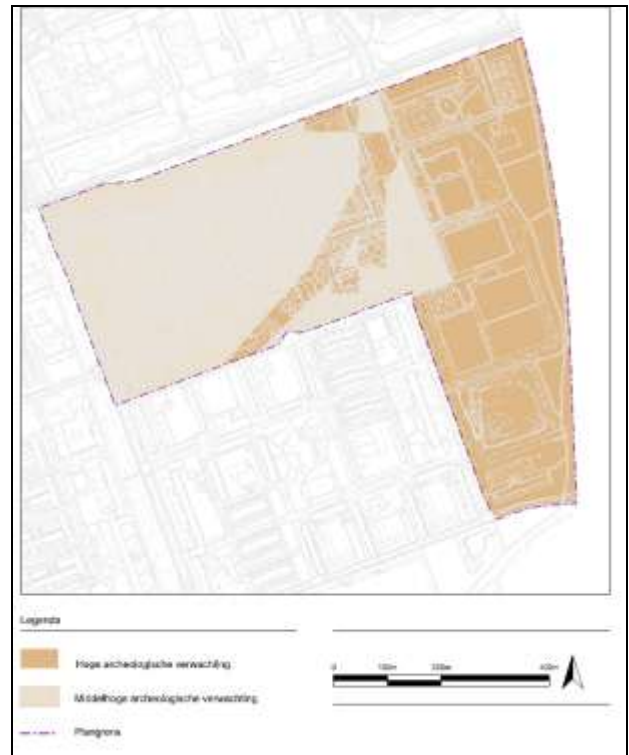 Legenda
Hoge archeologische verwachting
0 100m 200m 400m
Middelhoge archeologische verwachting
Plangrens